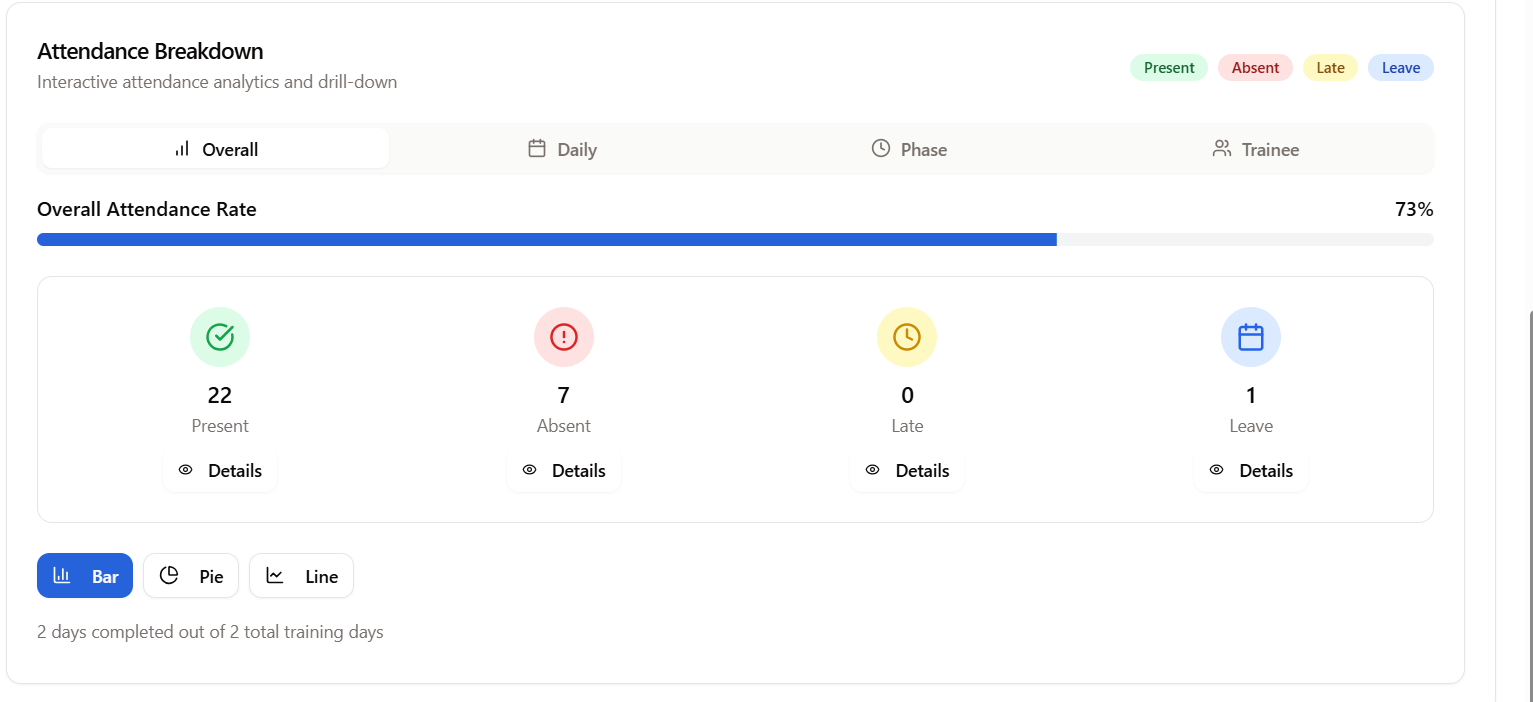 Attendance Breakdown
Interactive attendance analytics and drill-down
Present Absent Late Leave
Overall Daily Phase Trainee
Overall Attendance Rate 73%
22 7 0 1
Present Absent Late Leave
Details Details Details Details
Bar Pie Line
2 days completed out of 2 total training days